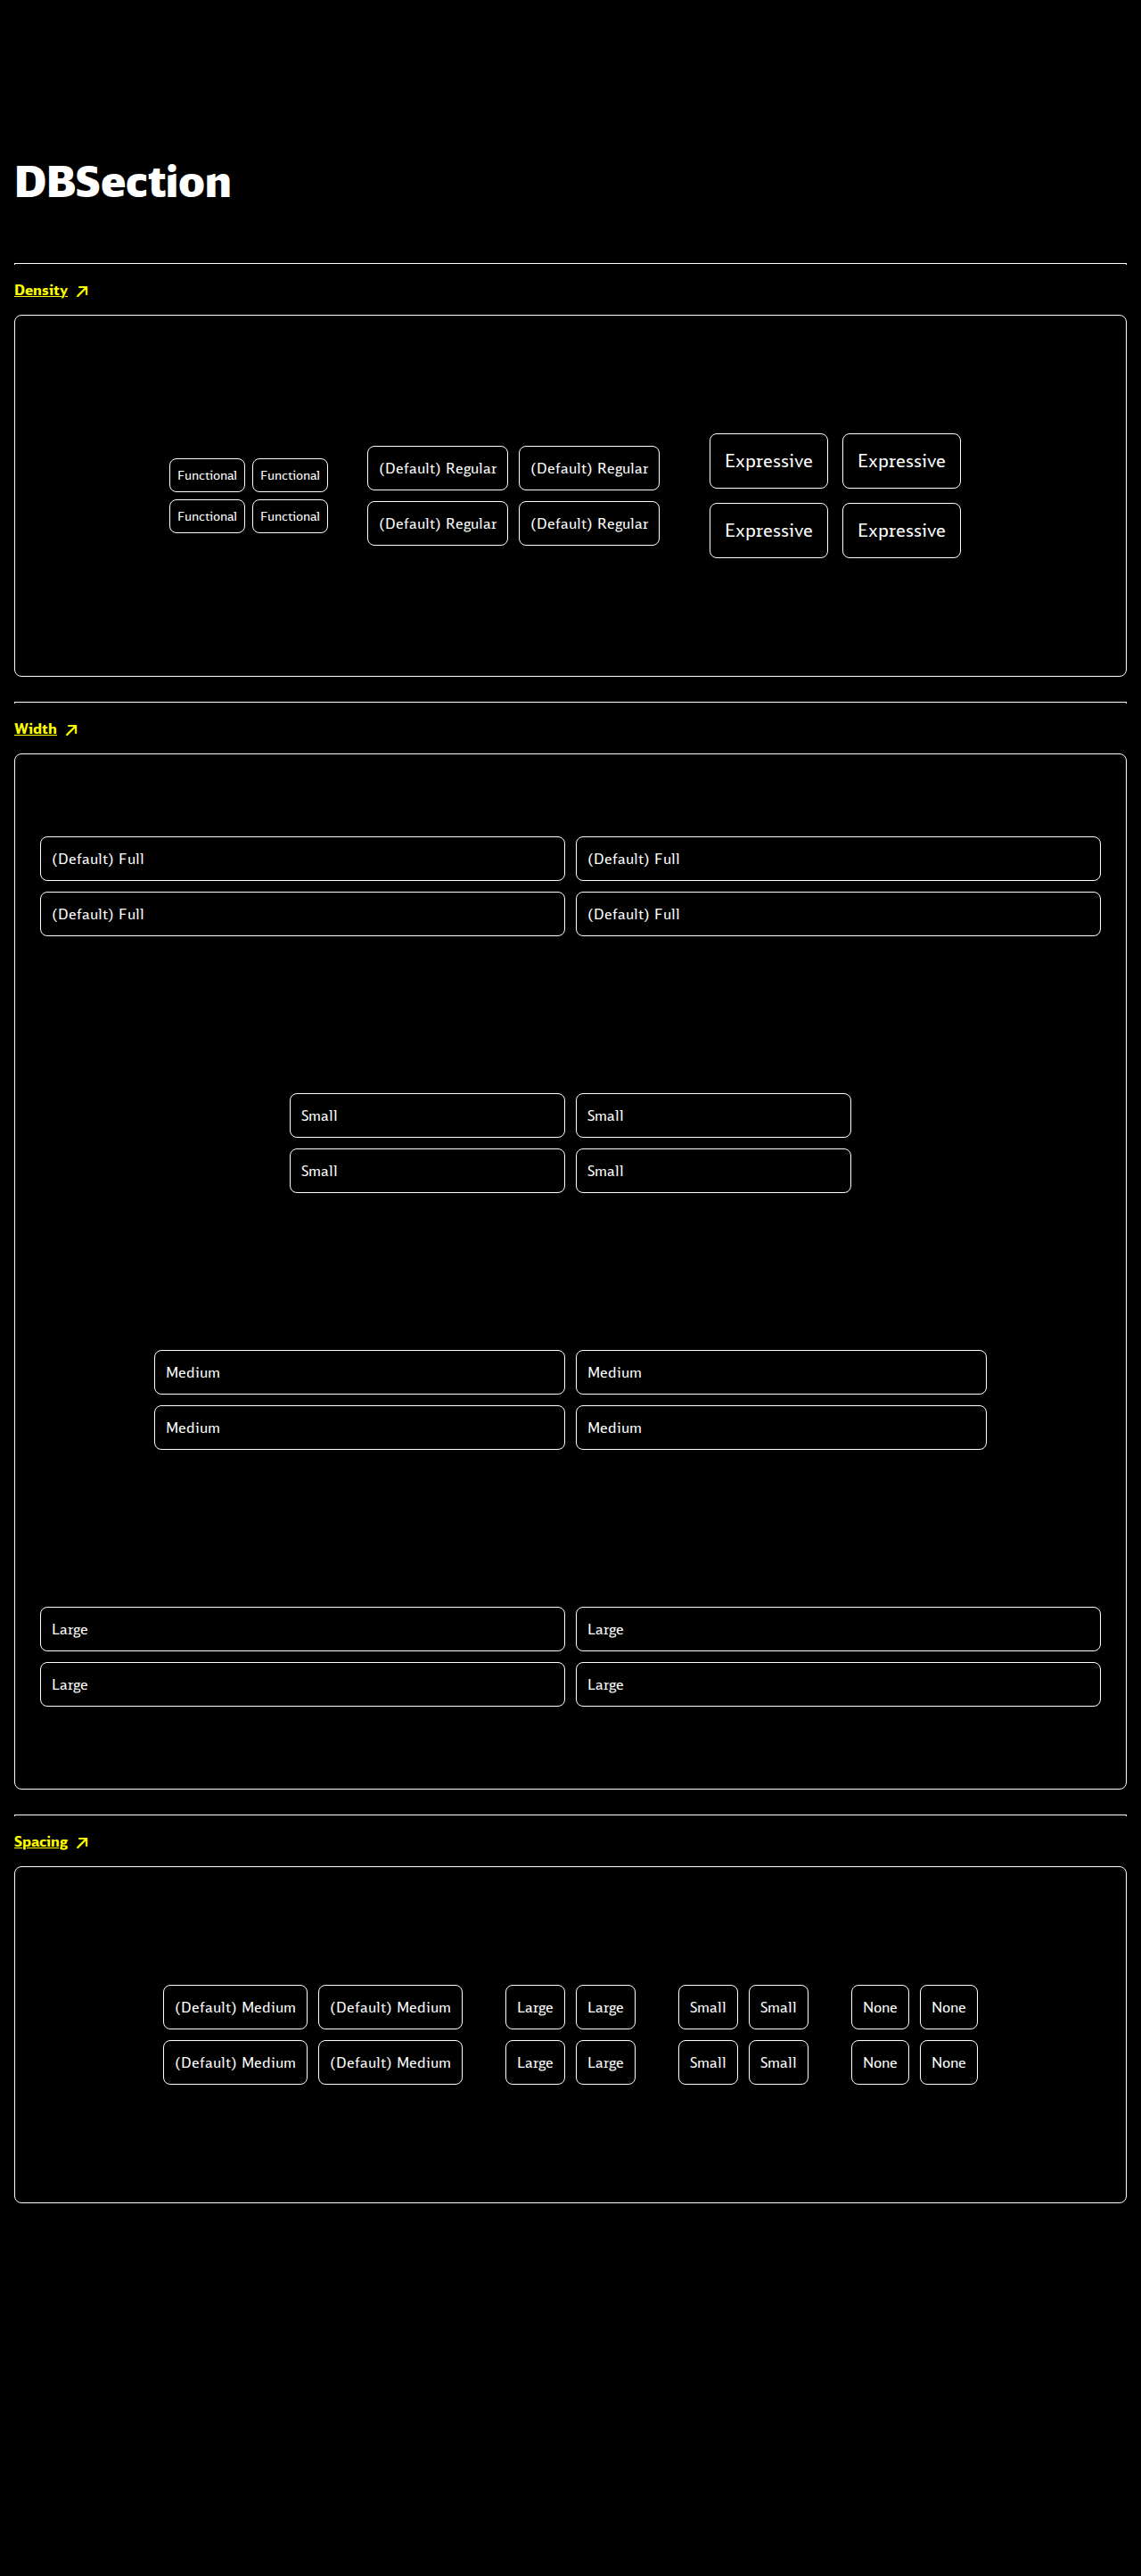 DBSection
Density
Functional Functional (Default) Regular (Default) Regular Expressive Expressive
Functional Functional (Default) Regular (Default) Regular Expressive Expressive
Width
(Default) Full (Default) Full
(Default) Full (Default) Full
Small Small
Small Small
Medium Medium
Medium Medium
Large Large
Large Large
Spacing
(Default) Medium (Default) Medium Large Large Small Small None None
(Default) Medium (Default) Medium Large Large Small Small None None